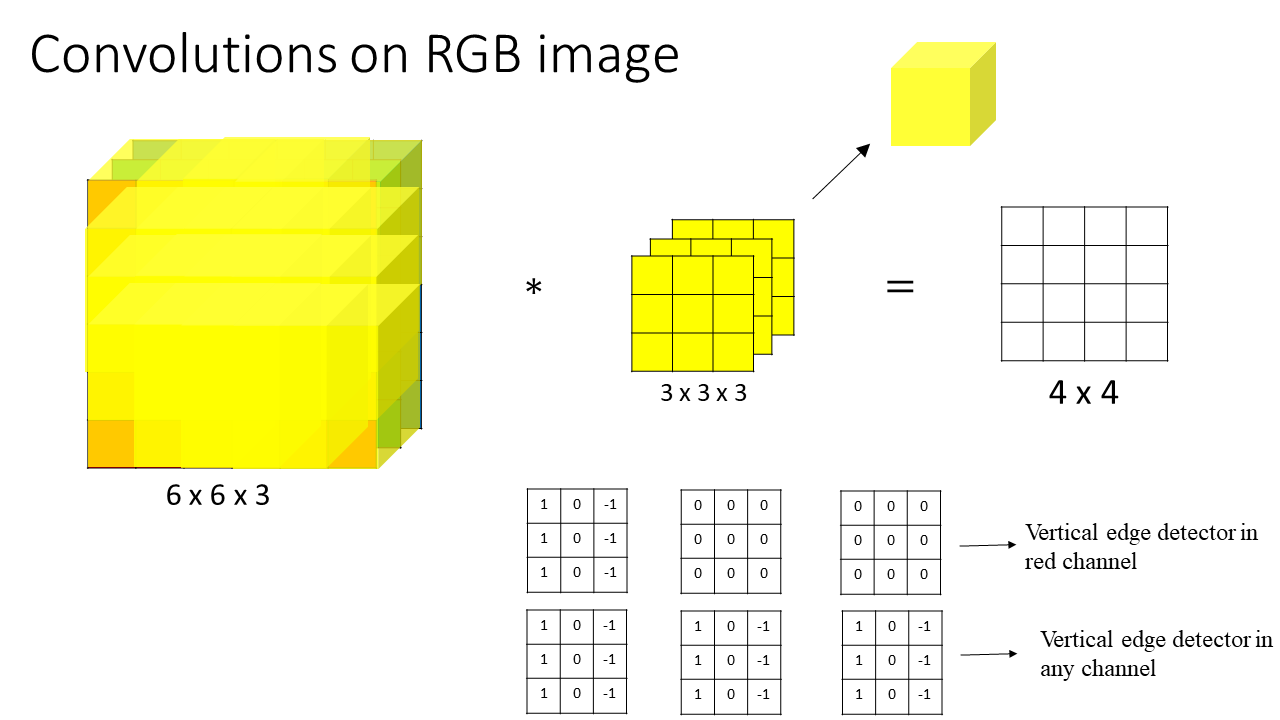 Convolutions on RGB image
*
=
3 x 3 x 3
4 x 4
6 x 6 x 3
1 0 -1 0 0 0 0 0 0
1 0 -1 0 0 0 0 0 0
1 0 -1 0 0 0 0 0 0
Vertical edge detector in
red channel
1 0 -1 1 0 -1 1 0 -1
1 0 -1 1 0 -1 1 0 -1
1 0 -1 1 0 -1 1 0 -1
Vertical edge detector in
any channel